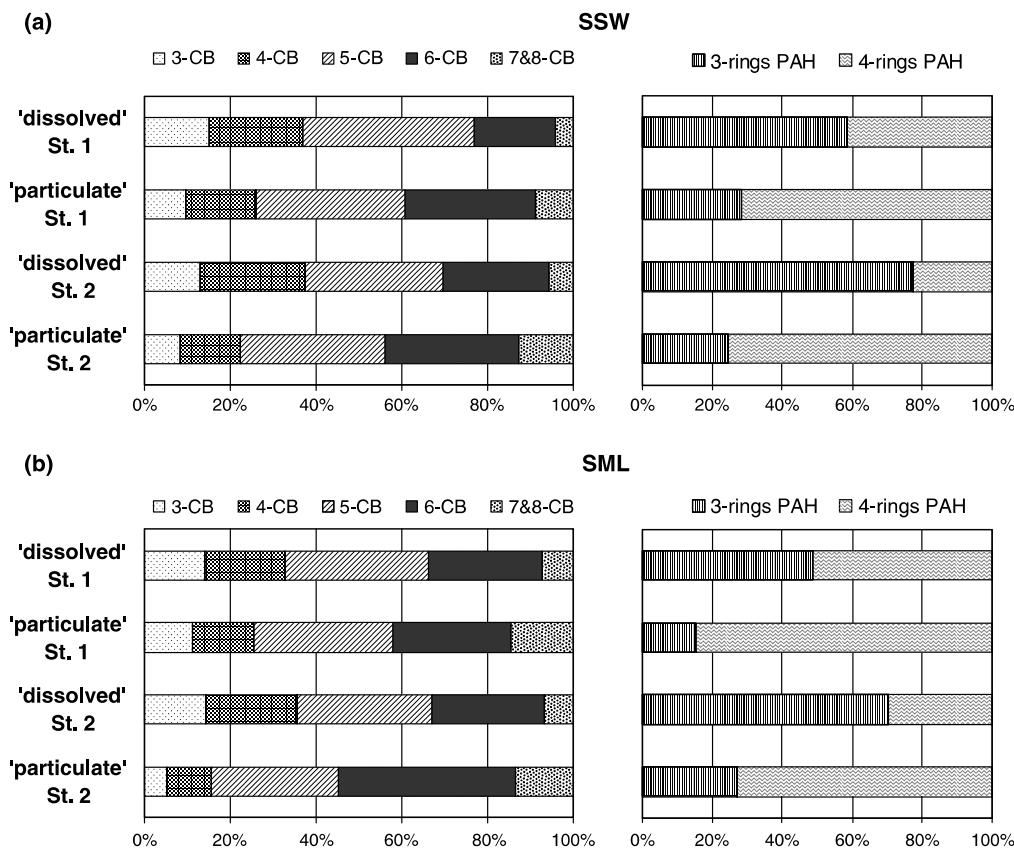 (a)
SSW
3-CB 4-CB 5-CB 6-CB 7&8-CB
3-rings PAH 4-rings PAH
'dissolved'
St. 1
'particulate'
St. 1
'dissolved'
St. 2
'particulate'
St. 2
0% 20% 40% 60% 80% 100%
0% 20% 40% 60% 80% 100%
(b)
SML
3-CB 4-CB 5-CB 6-CB 7&8-CB
3-rings PAH 4-rings PAH
'dissolved'
St. 1
'particulate'
St. 1
'dissolved'
St. 2
'particulate'
St. 2
0% 20% 40% 60% 80% 100%
0% 20% 40% 60% 80% 100%